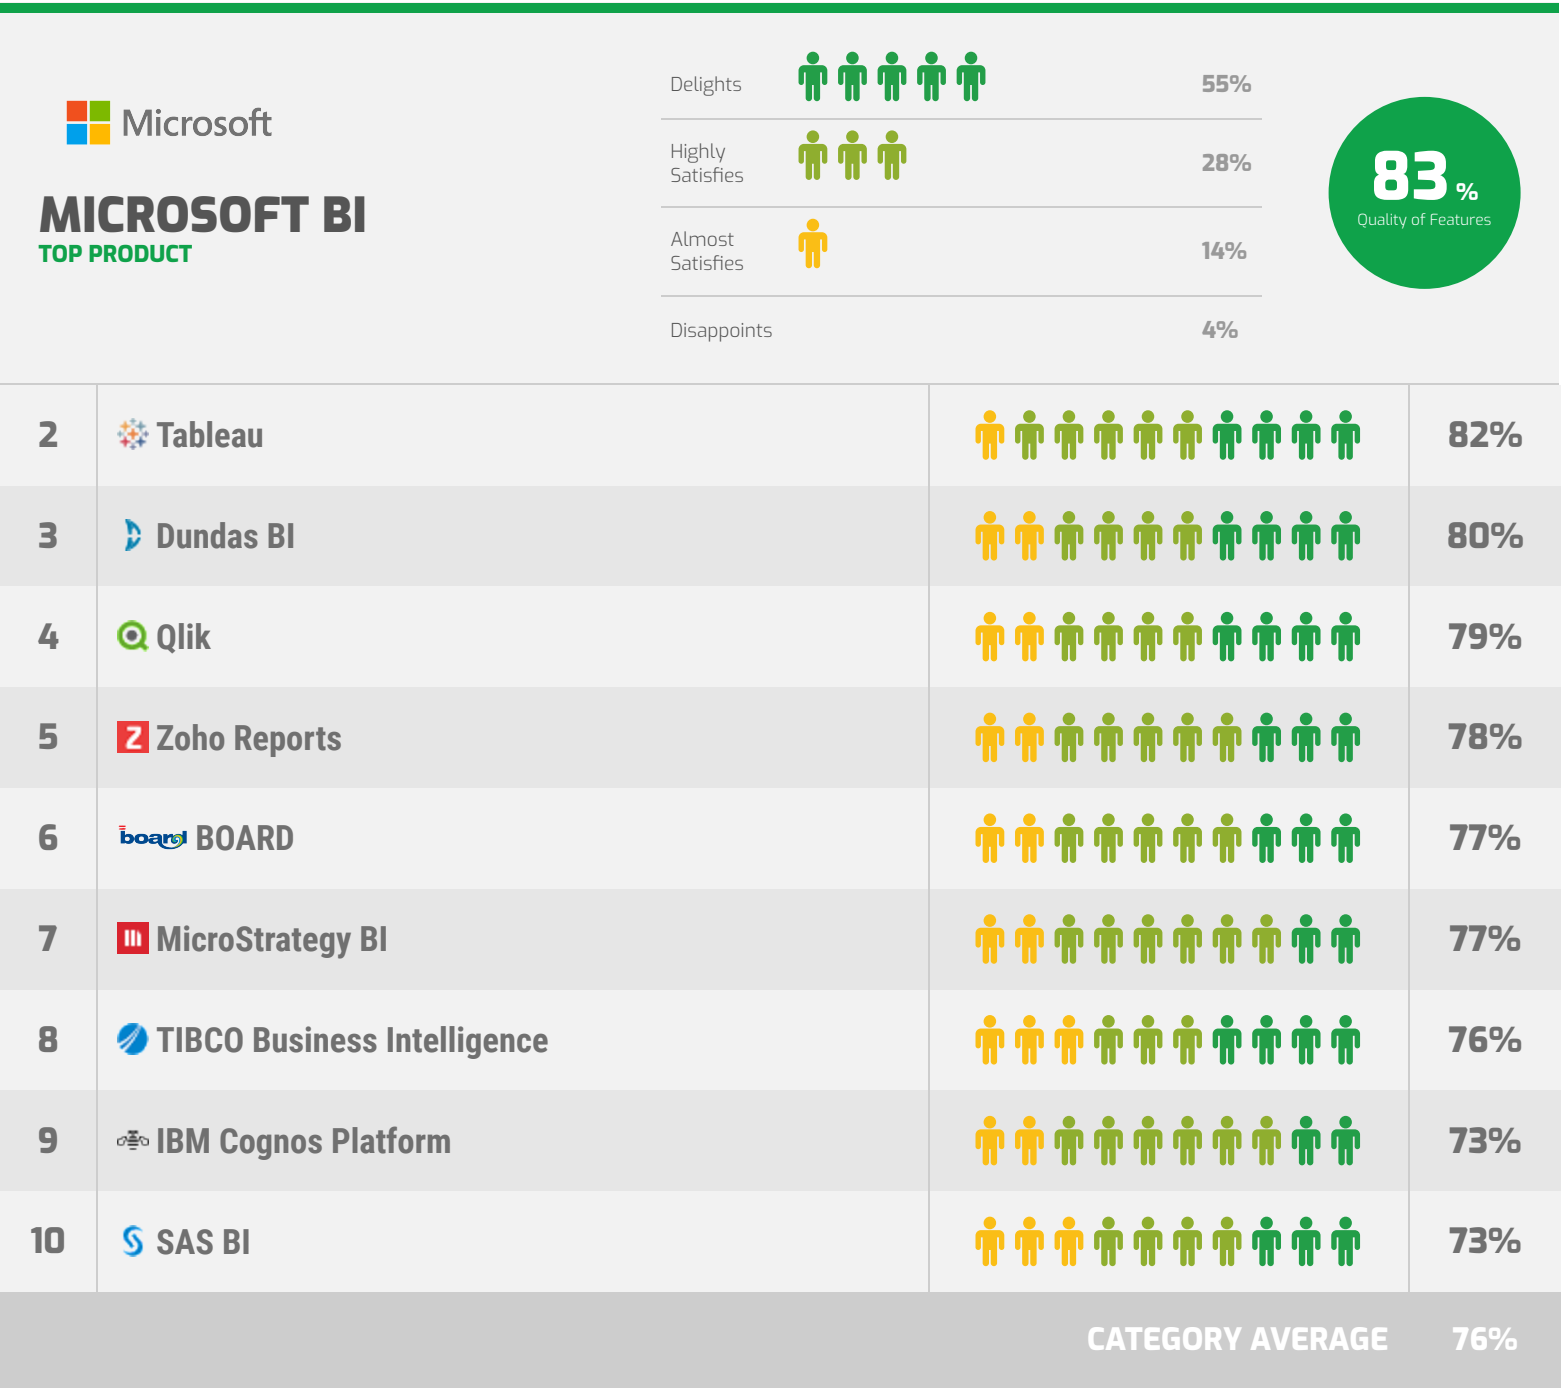 Microsoft
MICROSOFT BI
TOP PRODUCT
Delights 55%
Highly
Satisfies 28%
Almost
Satisfies 14%
Disappoints 4%
83 %
Quality of Features
2 Tableau 82%
3 Dundas BI 80%
4 Qlik 79%
5 Zoho Reports 78%
6 board BOARD 77%
7 MicroStrategy BI 77%
8 TIBCO Business Intelligence 76%
9 IBM Cognos Platform 73%
10 SAS BI 73%
CATEGORY AVERAGE 76%